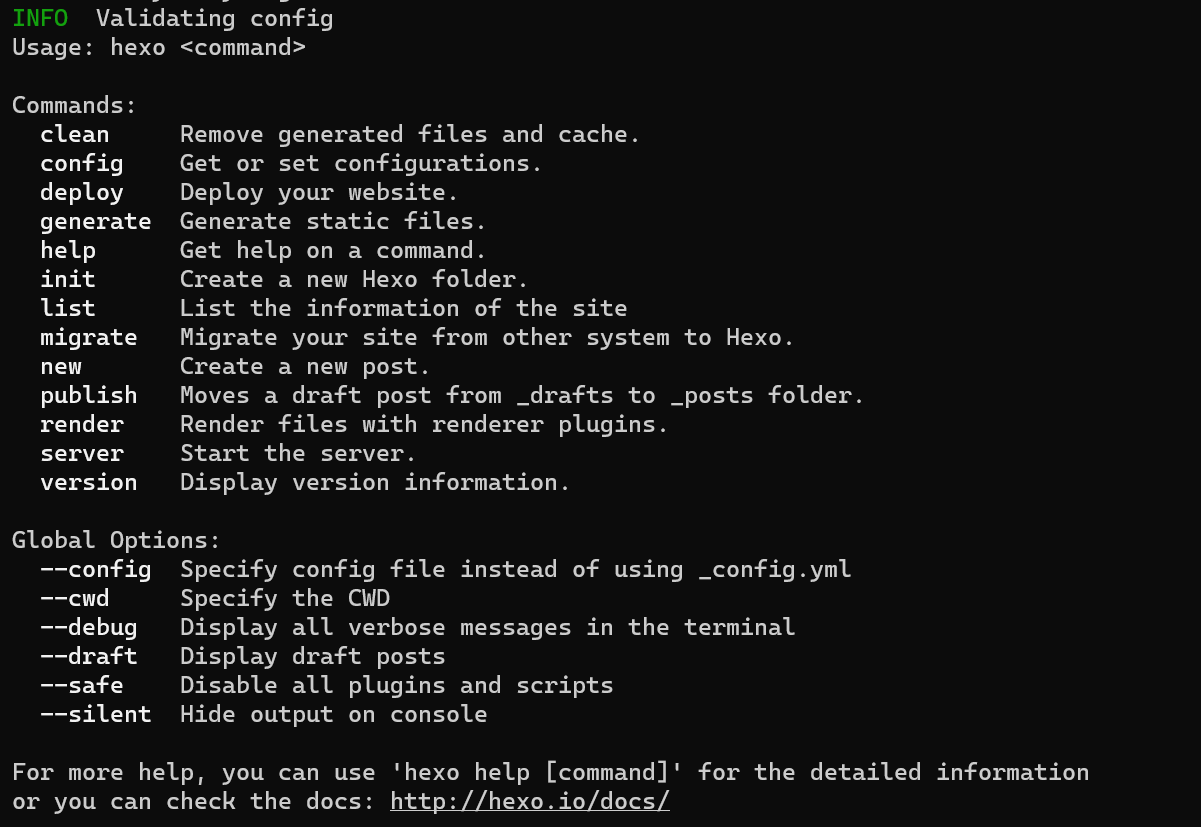 INFO  Validating config
Usage: hexo <command>

Commands:
  clean     Remove generated files and cache.
  config    Get or set configurations.
  deploy    Deploy your website.
  generate  Generate static files.
  help      Get help on a command.
  init      Create a new Hexo folder.
  list      List the information of the site
  migrate   Migrate your site from other system to Hexo.
  new       Create a new post.
  publish   Moves a draft post from _drafts to _posts folder.
  render    Render files with renderer plugins.
  server    Start the server.
  version   Display version information.

Global Options:
  --config  Specify config file instead of using _config.yml
  --cwd     Specify the CWD
  --debug   Display all verbose messages in the terminal
  --draft   Display draft posts
  --safe    Disable all plugins and scripts
  --silent  Hide output on console

For more help, you can use 'hexo help [command]' for the detailed information
or you can check the docs: http://hexo.io/docs/